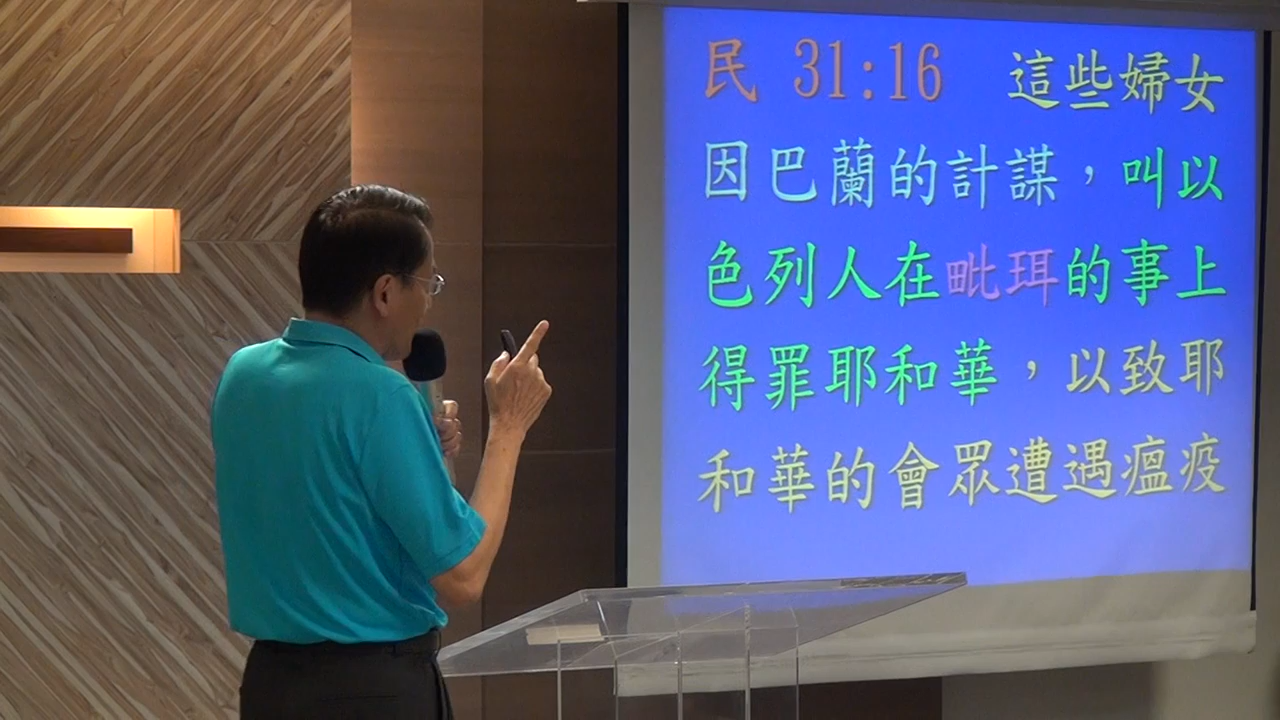 民 31:16 這些婦女
因巴蘭的計謀，叫以
色列人在毗珥的事上
得罪耶和華，以致耶
和華的會眾遭遇瘟疫